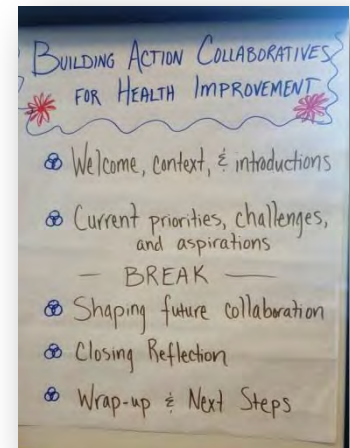 BUILDING ACTION COLLABORATIVES
FOR HEALTH IMPROVEMENT
Welcome, context, & introductions
Current priorities, challenges,
and aspirations
— BREAK —
Shaping future collaboration
Closing Reflection
Wrap-up & Next Steps